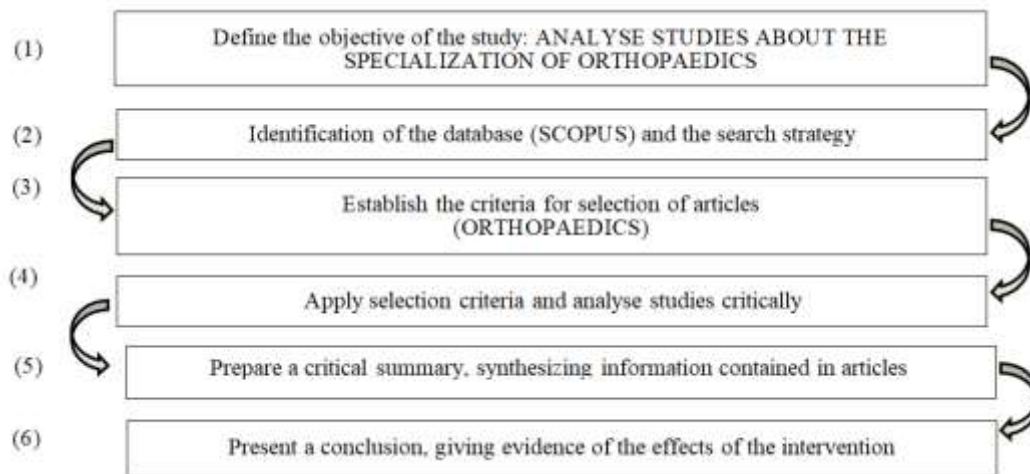 (1)
Define the objective of the study: ANALYSE STUDIES ABOUT THE
SPECIALIZATION OF ORTHOPAEDICS
(2)
Identification of the database (SCOPUS) and the search strategy
(3)
Establish the criteria for selection of articles
(ORTHOPAEDICS)
(4)
Apply selection criteria and analyse studies critically
(5)
Prepare a critical summary, synthesizing information contained in articles
(6)
Present a conclusion, giving evidence of the effects of the intervention